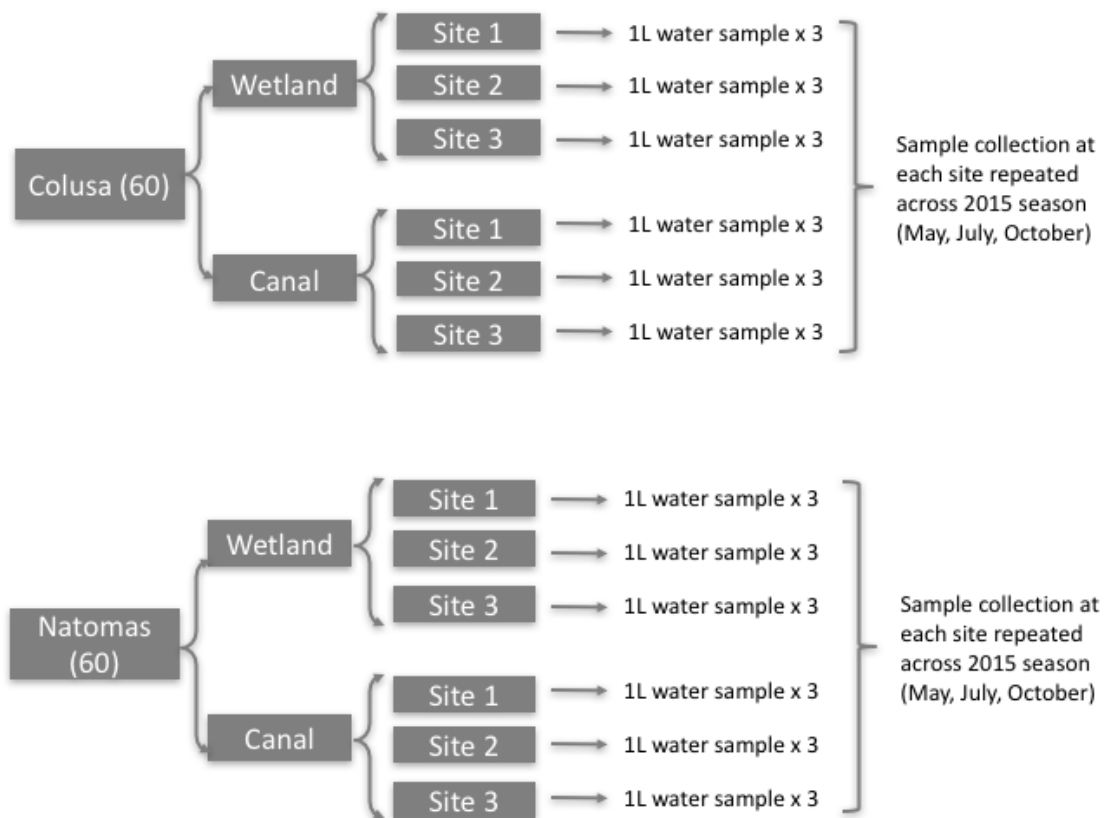 Colusa (60)
Wetland
Site 1
1L water sample x 3
Site 2
1L water sample x 3
Site 3
1L water sample x 3
Canal
Site 1
1L water sample x 3
Site 2
1L water sample x 3
Site 3
1L water sample x 3
Sample collection at
each site repeated
across 2015 season
(May, July, October)
Natomas
(60)
Wetland
Site 1
1L water sample x 3
Site 2
1L water sample x 3
Site 3
1L water sample x 3
Canal
Site 1
1L water sample x 3
Site 2
1L water sample x 3
Site 3
1L water sample x 3
Sample collection at
each site repeated
across 2015 season
(May, July, October)